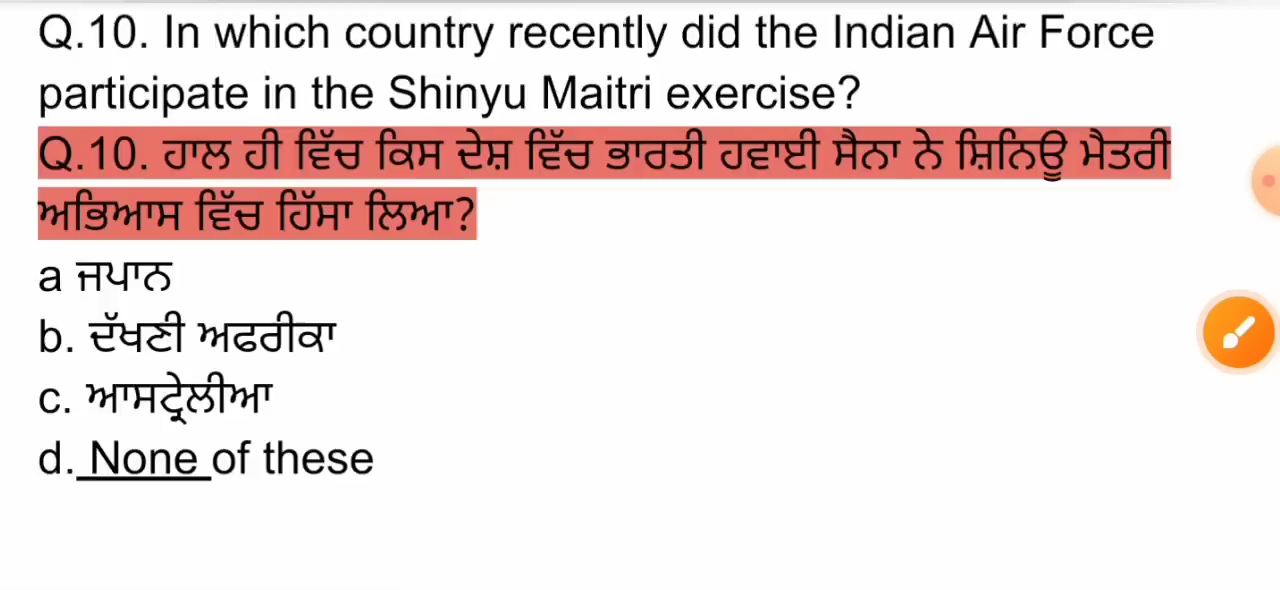 Q.10. In which country recently did the Indian Air Force
participate in the Shinyu Maitri exercise?
Q.10. ਹਾਲ ਹੀ ਵਿੱਚ ਕਿਸ ਦੇਸ਼ ਵਿੱਚ ਭਾਰਤੀ ਹਵਾਈ ਸੈਨਾ ਨੇ ਸ਼ਿਨਿਊ ਮੈਤਰੀ
ਅਭਿਆਸ ਵਿੱਚ ਹਿੱਸਾ ਲਿਆ?
a ਜਪਾਨ
b. ਦੱਖਣੀ ਅਫਰੀਕਾ
c. ਆਸਟ੍ਰੇਲੀਆ
d. None of these